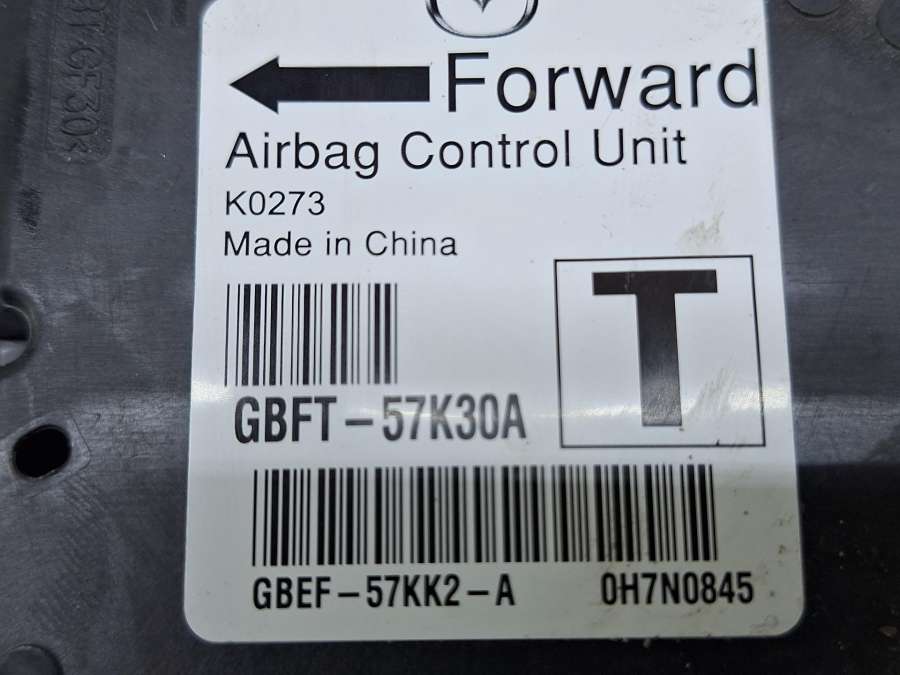 Forward
Airbag Control Unit
K0273
Made in China
T
GBFT-57K30A
GBEF-57KK2-A 0H7N0845